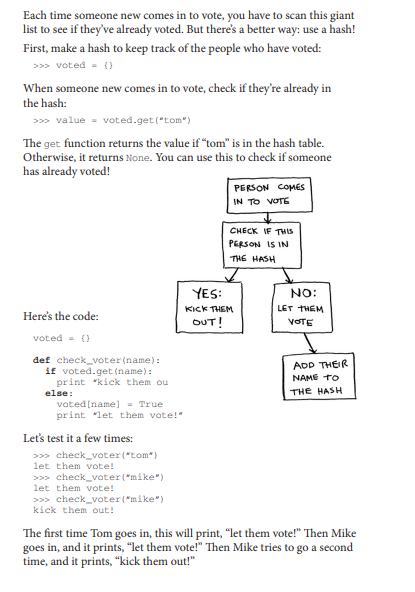 Each time someone new comes in to vote, you have to scan this giant
list to see if they've already voted. But there's a better way: use a hash!
First, make a hash to keep track of the people who have voted:
>>> voted = {}
When someone new comes in to vote, check if they're already in
the hash:
>>> value = voted.get("tom")
The get function returns the value if “tom” is in the hash table.
Otherwise, it returns None. You can use this to check if someone
has already voted!
PERSON COMES
IN TO VOTE
CHECK IF THIS
PERSON IS IN
THE HASH
YES:
KICK THEM
OUT!
NO:
LET THEM
VOTE
ADD THEIR
NAME TO
THE HASH
Here's the code:
voted = {}
def check_voter(name):
if voted.get(name):
print "kick them ou
else:
voted[name] = True
print "let them vote!"
Let's test it a few times:
>>> check_voter("tom")
let them vote!
>>> check_voter("mike")
let them vote!
>>> check_voter("mike")
kick them out!
The first time Tom goes in, this will print, “let them vote!” Then Mike
goes in, and it prints, “let them vote!” Then Mike tries to go a second
time, and it prints, “kick them out!”